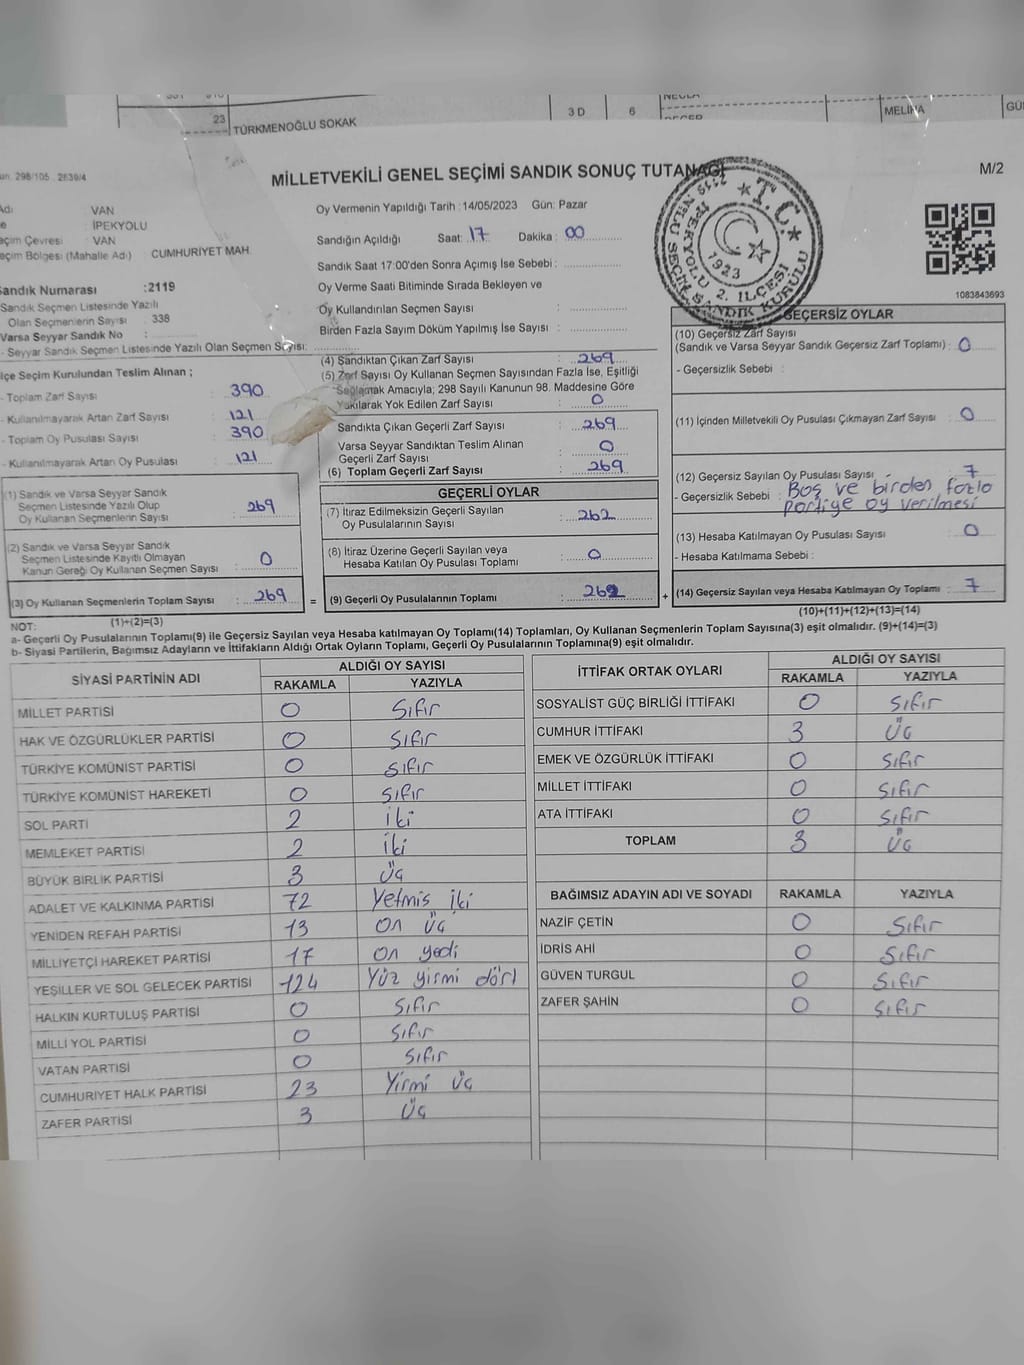 23 TÜRKMENOĞLU SOKAK 3 D 6 MELİHA
298/105 2839/4
MİLLETVEKİLİ GENEL SEÇİMİ SANDIK SONUÇ TUTANAĞI
M/2
VAN
İPEKYOLU
Seçim Çevresi : VAN
Seçim Bölgesi (Mahalle Adı) CUMHURİYET MAH
Oy Vermenin Yapıldığı Tarih : 14/05/2023 Gün: Pazar
Sandığın Açıldığı Saat: 17 Dakika : 00
Sandık Saat 17:00'den Sonra Açımış İse Sebebi :
Oy Verme Saati Bitiminde Sırada Bekleyen ve
Oy Kullandırılan Seçmen Sayısı :
Birden Fazla Sayım Döküm Yapılmış İse Sayısı :
T.C.
İPEKYOLU 2. İLÇESİ
2119 NOLU SEÇİM SANDIK KURULU
1923
1083843693
Sandık Numarası : 2119
Sandık Seçmen Listesinde Yazılı
Olan Seçmenlerin Sayısı : 338
Varsa Seyyar Sandık No :
- Seyyar Sandık Seçmen Listesinde Yazılı Olan Seçmen Sayısı:
İlçe Seçim Kurulundan Teslim Alınan ;
- Toplam Zarf Sayısı : 390
- Kullanılmayarak Artan Zarf Sayısı : 121
- Toplam Oy Pusulası Sayısı : 390
- Kullanılmayarak Artan Oy Pusulası : 121
(1) Sandık ve Varsa Seyyar Sandık
Seçmen Listesinde Yazılı Olup
Oy Kullanan Seçmenlerin Sayısı : 269
(2) Sandık ve Varsa Seyyar Sandık
Seçmen Listesinde Kayıtlı Olmayan
Kanun Gereği Oy Kullanan Seçmen Sayısı : 0
(3) Oy Kullanan Seçmenlerin Toplam Sayısı : 269 =
(1)+(2)=(3)
(4) Sandıktan Çıkan Zarf Sayısı : 269
(5) Zarf Sayısı Oy Kullanan Seçmen Sayısından Fazla İse, Eşitliği
Sağlamak Amacıyla; 298 Sayılı Kanunun 98. Maddesine Göre
Yakılarak Yok Edilen Zarf Sayısı : 0
Sandıkta Çıkan Geçerli Zarf Sayısı : 269
Varsa Seyyar Sandıktan Teslim Alınan
Geçerli Zarf Sayısı : 0
(6) Toplam Geçerli Zarf Sayısı : 269
GEÇERLİ OYLAR
(7) İtiraz Edilmeksizin Geçerli Sayılan
Oy Pusulalarının Sayısı : 262
(8) İtiraz Üzerine Geçerli Sayılan veya
Hesaba Katılan Oy Pusulası Toplamı : 0
(9) Geçerli Oy Pusulalarının Toplamı : 262 +
GEÇERSİZ OYLAR
(10) Geçersiz Zarf Sayısı
(Sandık ve Varsa Seyyar Sandık Geçersiz Zarf Toplamı) : 0
- Geçersizlik Sebebi :
(11) İçinden Milletvekili Oy Pusulası Çıkmayan Zarf Sayısı : 0
(12) Geçersiz Sayılan Oy Pusulası Sayısı : 7
- Geçersizlik Sebebi : Boş ve birden fazla
partiye oy verilmesi
(13) Hesaba Katılmayan Oy Pusulası Sayısı : 0
- Hesaba Katılmama Sebebi :
(14) Geçersiz Sayılan veya Hesaba Katılmayan Oy Toplamı : 7
(10)+(11)+(12)+(13)=(14)
NOT:
a- Geçerli Oy Pusulalarının Toplamı(9) ile Geçersiz Sayılan veya Hesaba katılmayan Oy Toplamı(14) Toplamları, Oy Kullanan Seçmenlerin Toplam Sayısına(3) eşit olmalıdır. (9)+(14)=(3)
b- Siyasi Partilerin, Bağımsız Adayların ve İttifakların Aldığı Ortak Oyların Toplamı, Geçerli Oy Pusulalarının Toplamına(9) eşit olmalıdır.
SİYASİ PARTİNİN ADI ALDIĞI OY SAYISI
RAKAMLA YAZIYLA
MİLLET PARTİSİ 0 Sıfır
HAK VE ÖZGÜRLÜKLER PARTİSİ 0 Sıfır
TÜRKİYE KOMÜNİST PARTİSİ 0 Sıfır
TÜRKİYE KOMÜNİST HAREKETİ 0 Sıfır
SOL PARTİ 2 iki
MEMLEKET PARTİSİ 2 iki
BÜYÜK BİRLİK PARTİSİ 3 Üç
ADALET VE KALKINMA PARTİSİ 72 Yetmis iki
YENİDEN REFAH PARTİSİ 13 On üç
MİLLİYETÇİ HAREKET PARTİSİ 17 On yedi
YEŞİLLER VE SOL GELECEK PARTİSİ 124 Yüz yirmi dört
HALKIN KURTULUŞ PARTİSİ 0 Sıfır
MİLLİ YOL PARTİSİ 0 Sıfır
VATAN PARTİSİ 0 Sıfır
CUMHURİYET HALK PARTİSİ 23 Yirmi üç
ZAFER PARTİSİ 3 Üç
İTTİFAK ORTAK OYLARI ALDIĞI OY SAYISI
RAKAMLA YAZIYLA
SOSYALİST GÜÇ BİRLİĞİ İTTİFAKI 0 Sıfır
CUMHUR İTTİFAKI 3 Üç
EMEK VE ÖZGÜRLÜK İTTİFAKI 0 Sıfır
MİLLET İTTİFAKI 0 Sıfır
ATA İTTİFAKI 0 Sıfır
TOPLAM 3 Üç
BAĞIMSIZ ADAYIN ADI VE SOYADI RAKAMLA YAZIYLA
NAZİF ÇETİN 0 Sıfır
İDRİS AHİ 0 Sıfır
GÜVEN TURGUL 0 Sıfır
ZAFER ŞAHİN 0 Sıfır